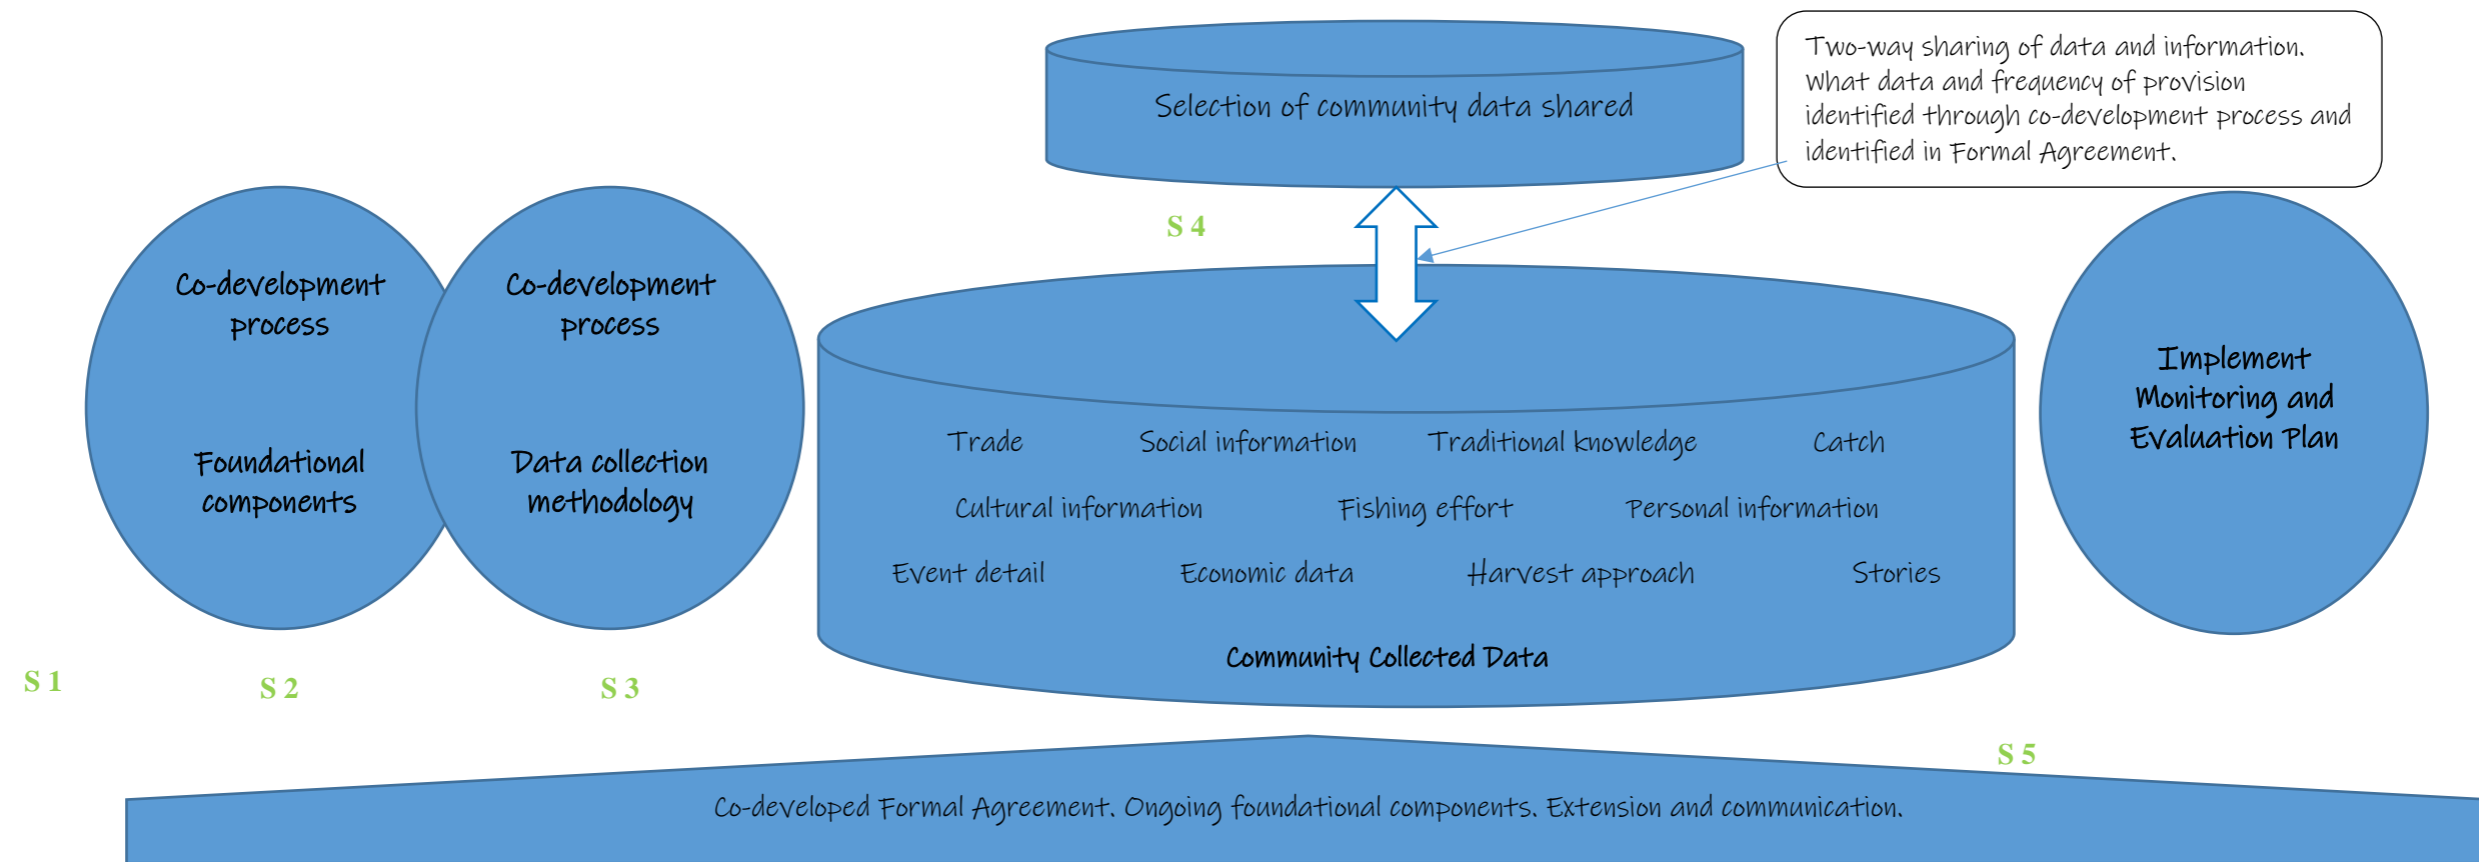 Selection of community data shared
Two-way sharing of data and information.
What data and frequency of provision
identified through co-development process and
identified in Formal Agreement.
S 4
Co-development
process
Foundational
components
Co-development
process
Data collection
methodology
Trade
Social information
Traditional knowledge
Catch
Cultural information
Fishing effort
Personal information
Event detail
Economic data
Harvest approach
Stories
Community Collected Data
Implement
Monitoring and
Evaluation Plan
S 1
S 2
S 3
S 5
Co-developed Formal Agreement. Ongoing foundational components. Extension and communication.